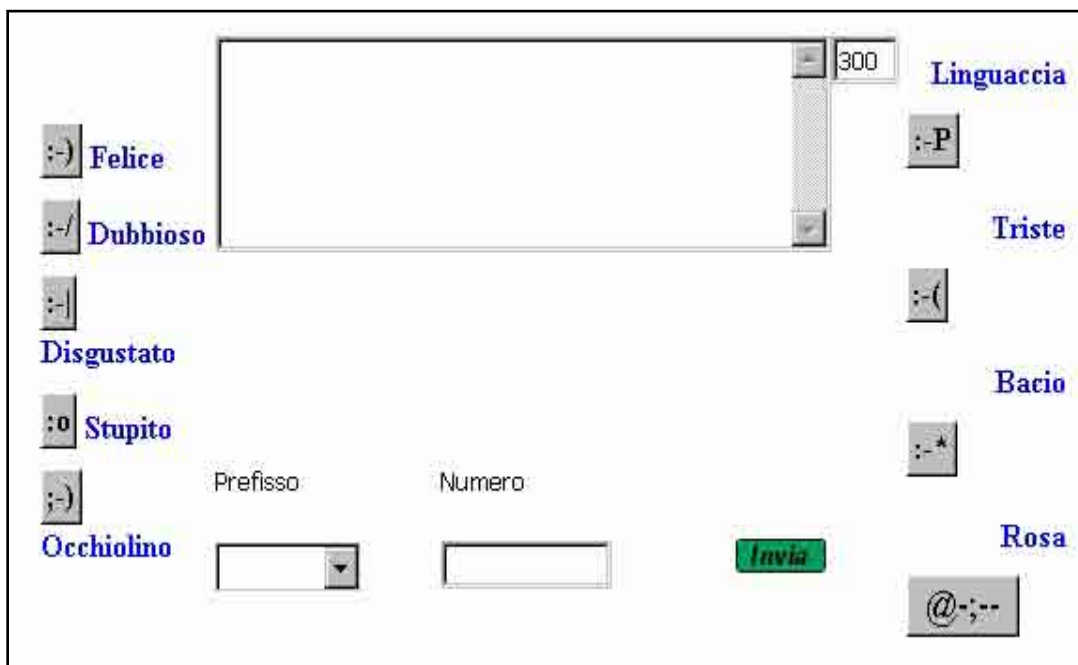 300
Linguaccia
:-P
:-) Felice
:-/ Dubbioso
Triste
:-|
:-(
Disgustato
Bacio
:o Stupito
:-*
;-)
Prefisso
Numero
Occhiolino
Invia
Rosa
@-;--